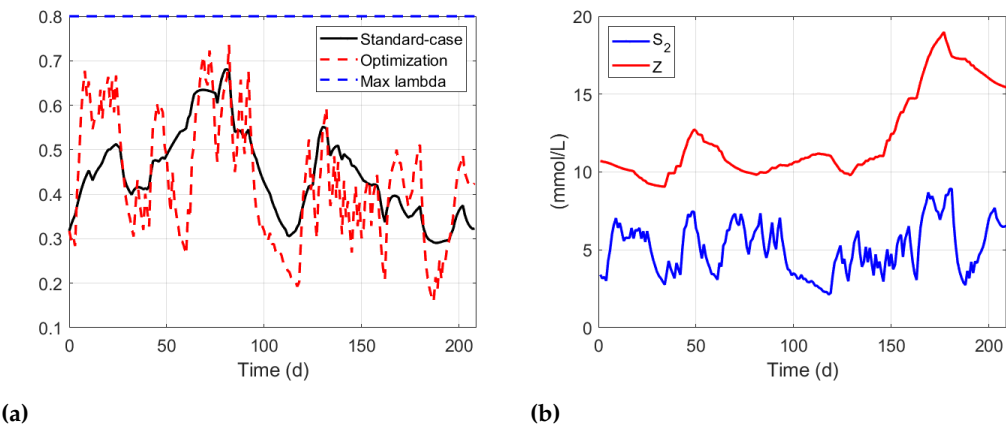 0.8
0.7
0.6
0.5
0.4
0.3
0.2
0.1
0 50 100 150 200
Time (d)
Standard-case
Optimization
Max lambda
(a)
20
15
10
5
0
(mmol/L)
0 50 100 150 200
Time (d)
S2
Z
(b)